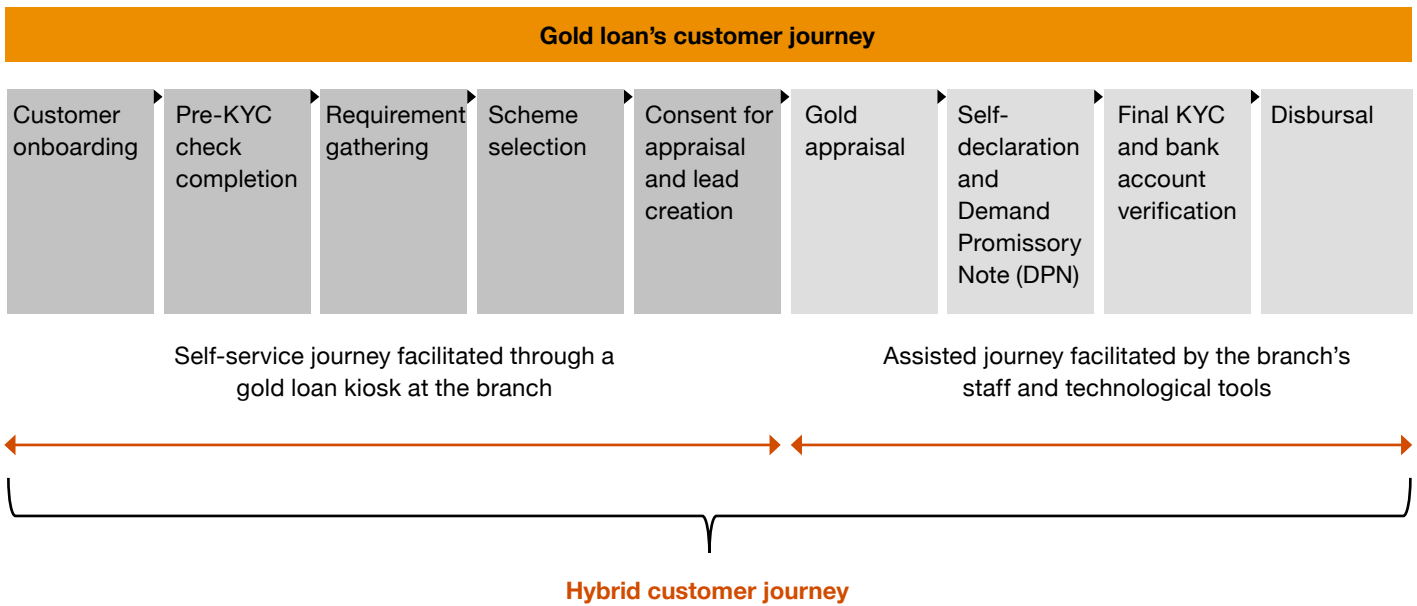 Gold loan’s customer journey
Customer
onboarding
Pre-KYC
check
completion
Requirement
gathering
Scheme
selection
Consent for
appraisal
and lead
creation
Gold
appraisal
Self-
declaration
and
Demand
Promissory
Note (DPN)
Final KYC
and bank
account
verification
Disbursal
Self-service journey facilitated through a
gold loan kiosk at the branch
Assisted journey facilitated by the branch’s
staff and technological tools
Hybrid customer journey